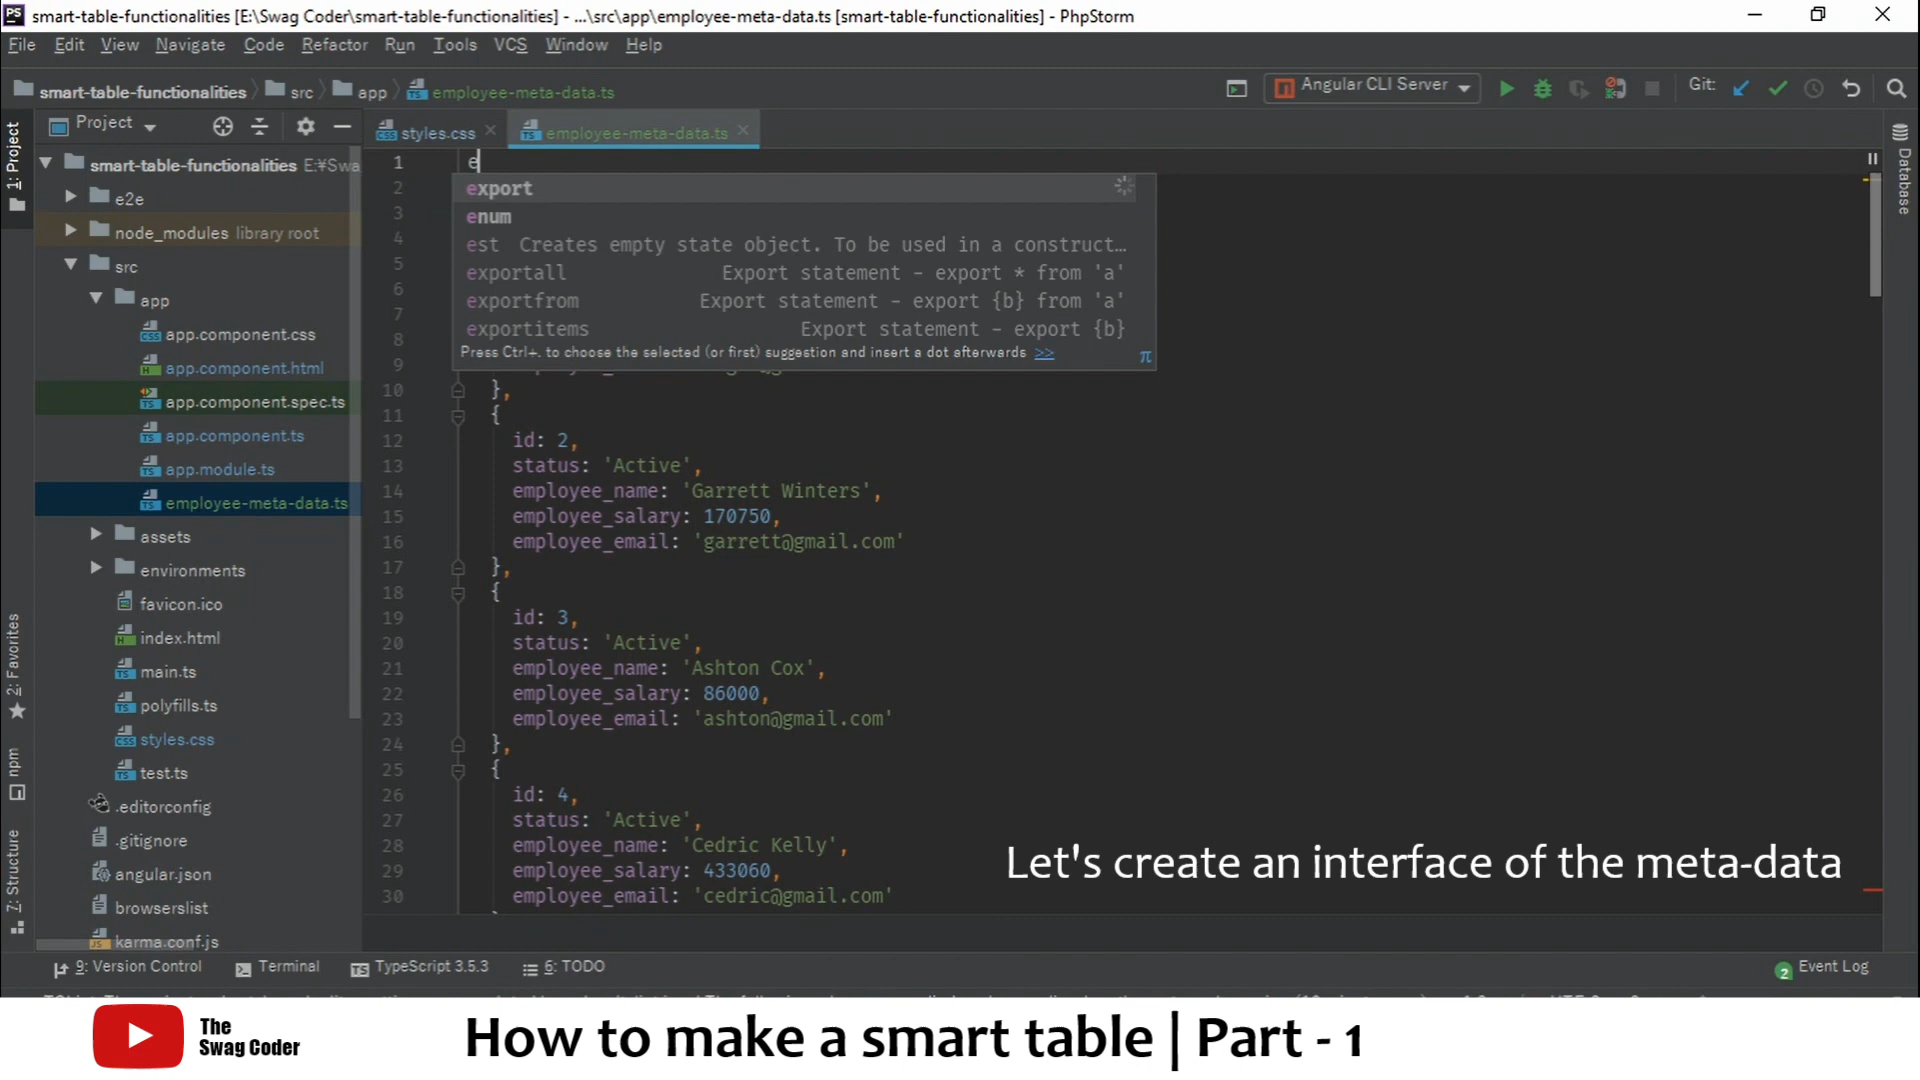 PS smart-table-functionalities [E:\Swag Coder\smart-table-functionalities] - ...\src\app\employee-meta-data.ts [smart-table-functionalities] - PhpStorm
File Edit View Navigate Code Refactor Run Tools VCS Window Help
smart-table-functionalities src app employee-meta-data.ts Angular CLI Server Git:
1: Project
2: Favorites
npm
7: Structure
Project
smart-table-functionalities E:¥Swa
e2e
node_modules library root
src
app
app.component.css
app.component.html
app.component.spec.ts
app.component.ts
app.module.ts
employee-meta-data.ts
assets
environments
favicon.ico
index.html
main.ts
polyfills.ts
styles.css
test.ts
.editorconfig
.gitignore
angular.json
browserslist
karma.conf.js
styles.css employee-meta-data.ts
1 e
2 export
3 enum
4 est Creates empty state object. To be used in a construct…
5 exportall Export statement - export * from 'a'
6 exportfrom Export statement - export {b} from 'a'
7 exportitems Export statement - export {b}
8 Press Ctrl+. to choose the selected (or first) suggestion and insert a dot afterwards >> π
9
10 },
11 {
12 id: 2,
13 status: 'Active',
14 employee_name: 'Garrett Winters',
15 employee_salary: 170750,
16 employee_email: 'garrett@gmail.com'
17 },
18 {
19 id: 3,
20 status: 'Active',
21 employee_name: 'Ashton Cox',
22 employee_salary: 86000,
23 employee_email: 'ashton@gmail.com'
24 },
25 {
26 id: 4,
27 status: 'Active',
28 employee_name: 'Cedric Kelly',
29 employee_salary: 433060,
30 employee_email: 'cedric@gmail.com'
Let's create an interface of the meta-data
Database
9: Version Control Terminal TypeScript 3.5.3 6: TODO 2 Event Log
The
Swag Coder
How to make a smart table | Part - 1